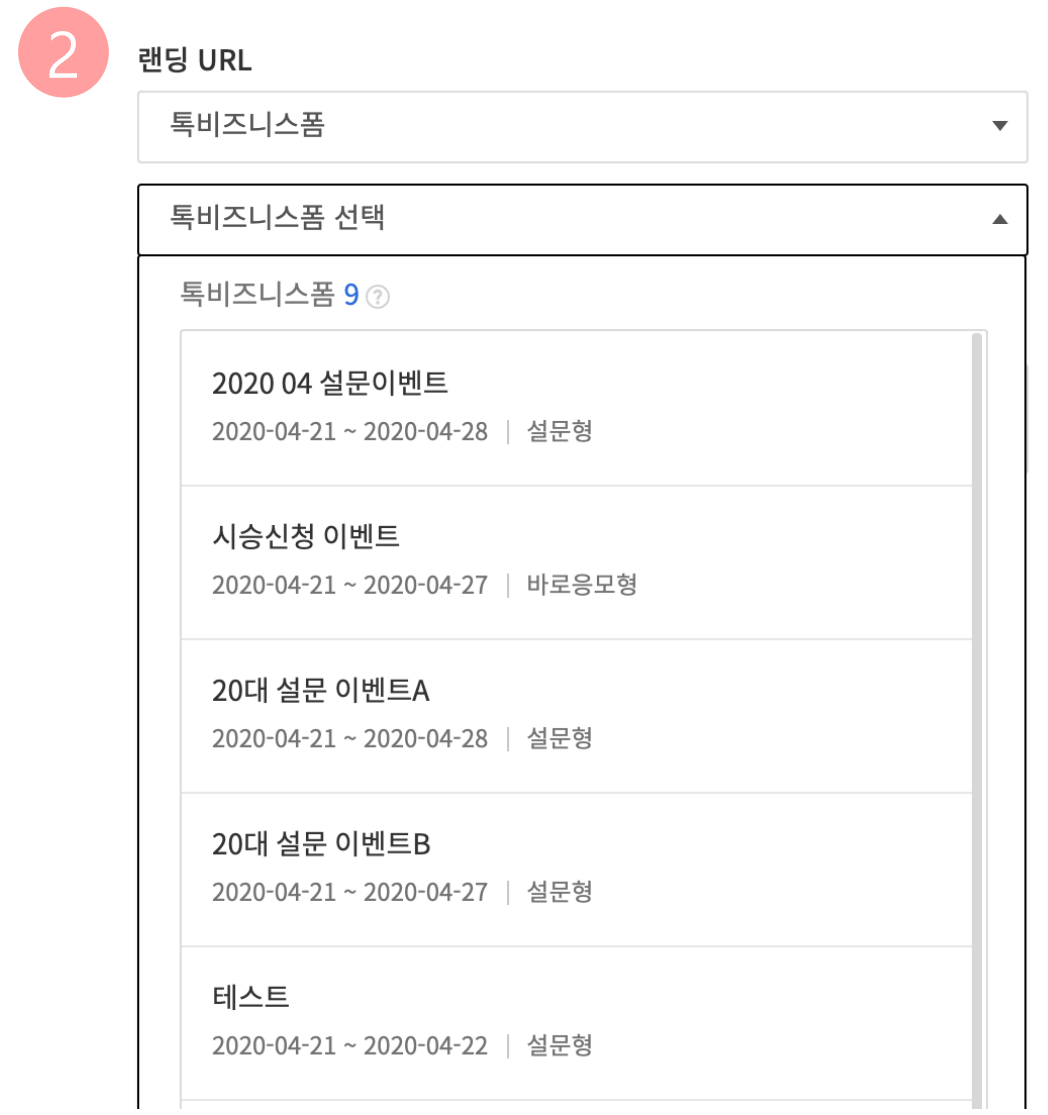 2
랜딩 URL
톡비즈니스폼
톡비즈니스폼 선택
톡비즈니스폼 9 ?
2020 04 설문이벤트
2020-04-21 ~ 2020-04-28 | 설문형
시승신청 이벤트
2020-04-21 ~ 2020-04-27 | 바로응모형
20대 설문 이벤트A
2020-04-21 ~ 2020-04-28 | 설문형
20대 설문 이벤트B
2020-04-21 ~ 2020-04-27 | 설문형
테스트
2020-04-21 ~ 2020-04-22 | 설문형